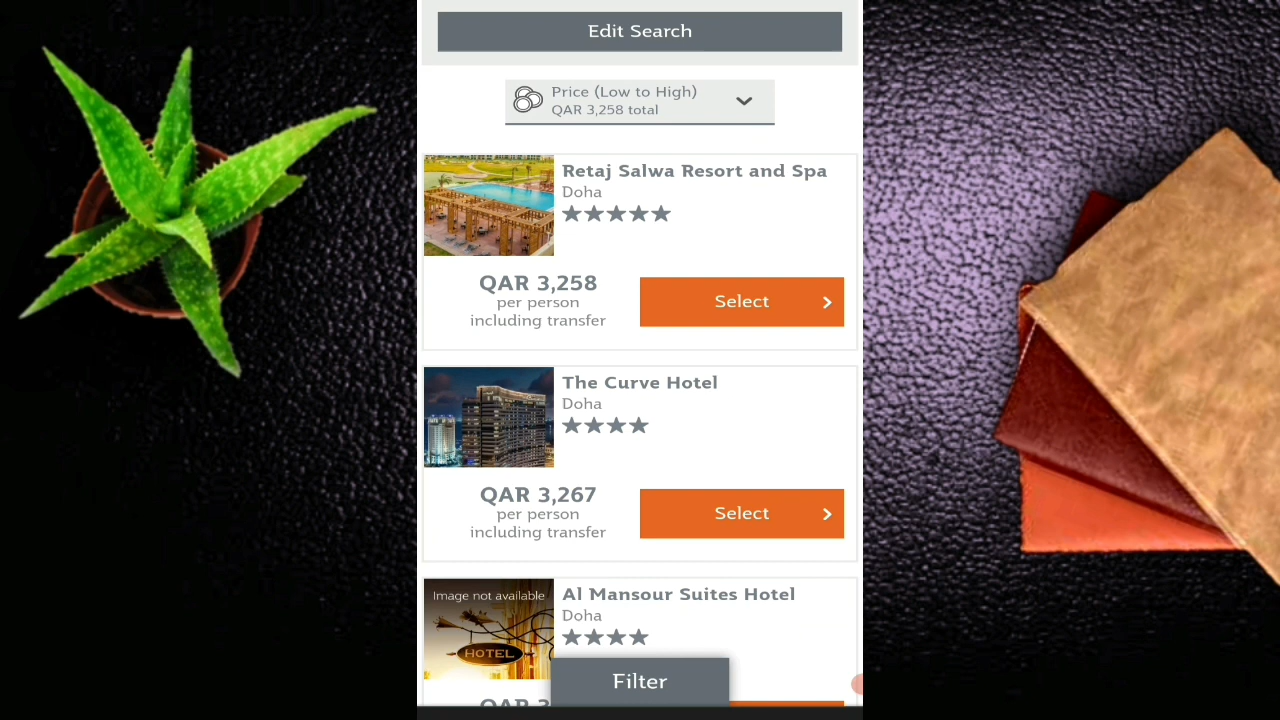 Edit Search
Price (Low to High)
QAR 3,258 total
Retaj Salwa Resort and Spa
Doha
QAR 3,258
per person
including transfer
Select
The Curve Hotel
Doha
QAR 3,267
per person
including transfer
Select
Image not available
HOTEL
Al Mansour Suites Hotel
Doha
QAR 3
Filter